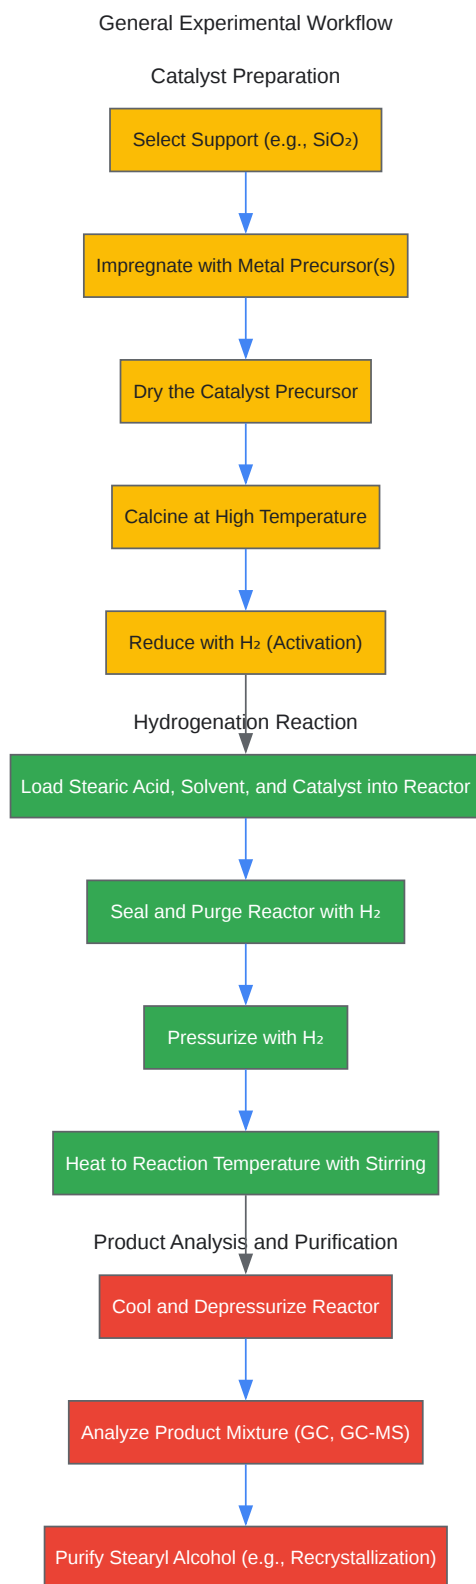 General Experimental Workflow
Catalyst Preparation
Select Support (e.g., SiO₂)
Impregnate with Metal Precursor(s)
Dry the Catalyst Precursor
Calcine at High Temperature
Reduce with H₂ (Activation)
Hydrogenation Reaction
Load Stearic Acid, Solvent, and Catalyst into Reactor
Seal and Purge Reactor with H₂
Pressurize with H₂
Heat to Reaction Temperature with Stirring
Product Analysis and Purification
Cool and Depressurize Reactor
Analyze Product Mixture (GC, GC-MS)
Purify Stearyl Alcohol (e.g., Recrystallization)